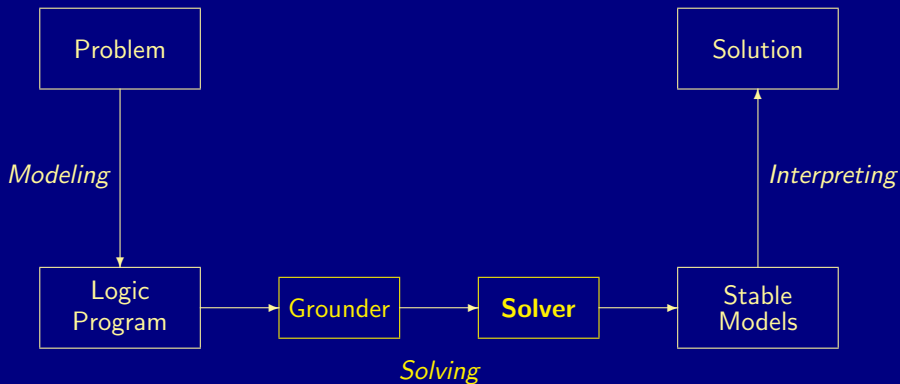 Problem
Solution
Modeling
Interpreting
Logic
Program
Grounder
Solver
Stable
Models
Solving